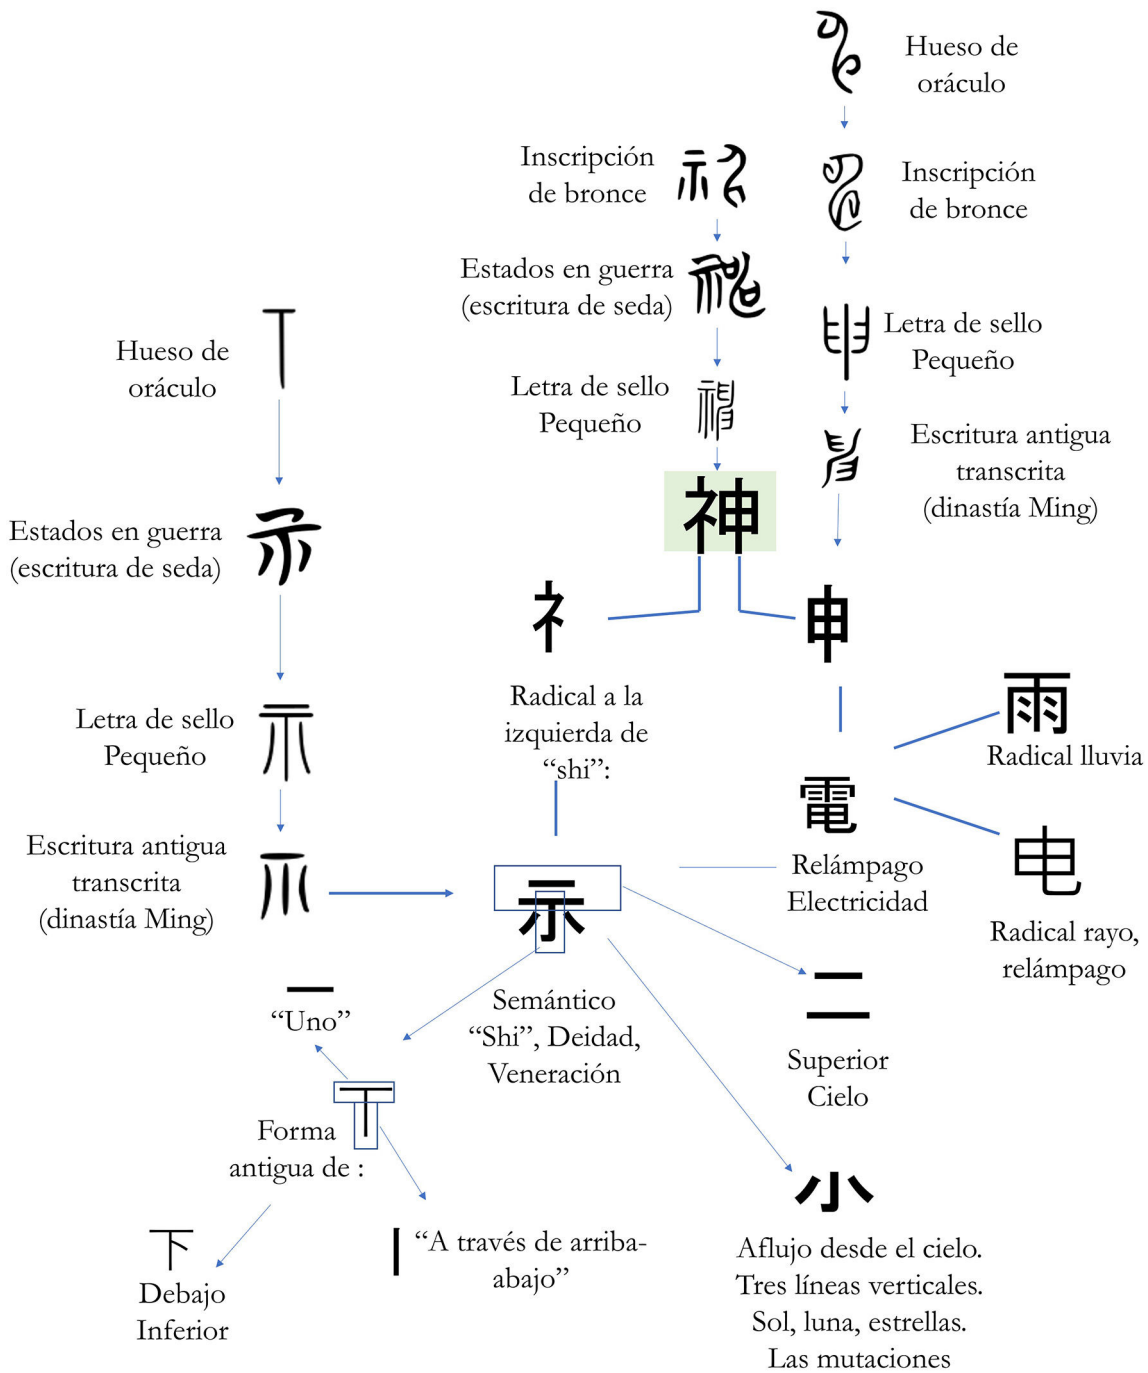 Hueso de
oráculo
Inscripción
de bronce
Inscripción
de bronce
Estados en guerra
(escritura de seda)
Letra de sello
Pequeño
Hueso de
oráculo
Letra de sello
Pequeño
Escritura antigua
transcrita
(dinastía Ming)
神
Estados en guerra
(escritura de seda)
礻
申
Radical a la
izquierda de
“shi”:
雨
Radical lluvia
Letra de sello
Pequeño
電
Relámpago
Electricidad
电
Radical rayo,
relámpago
Escritura antigua
transcrita
(dinastía Ming)
示
Semántico
“Shi”, Deidad,
Veneración
一
“Uno”
二
Superior
Cielo
丅
Forma
antigua de :
下
Debajo
Inferior
丨
“A través de arriba-
abajo”
小
Aflujo desde el cielo.
Tres líneas verticales.
Sol, luna, estrellas.
Las mutaciones